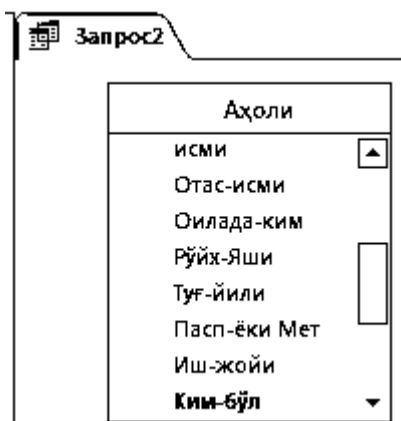 Запрос2
Аҳоли
исми
Отас-исми
Оилада-ким
Рўйх-Яши
Туғ-йили
Пасп-ёки Мет
Иш-жойи
Ким-бўл